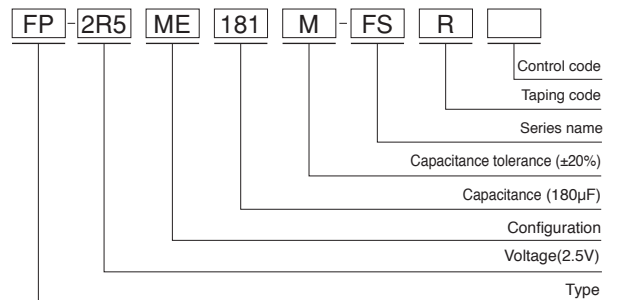 FP-2R5 ME 181 M-FS R
Control code
Taping code
Series name
Capacitance tolerance (±20%)
Capacitance (180µF)
Configuration
Voltage(2.5V)
Type